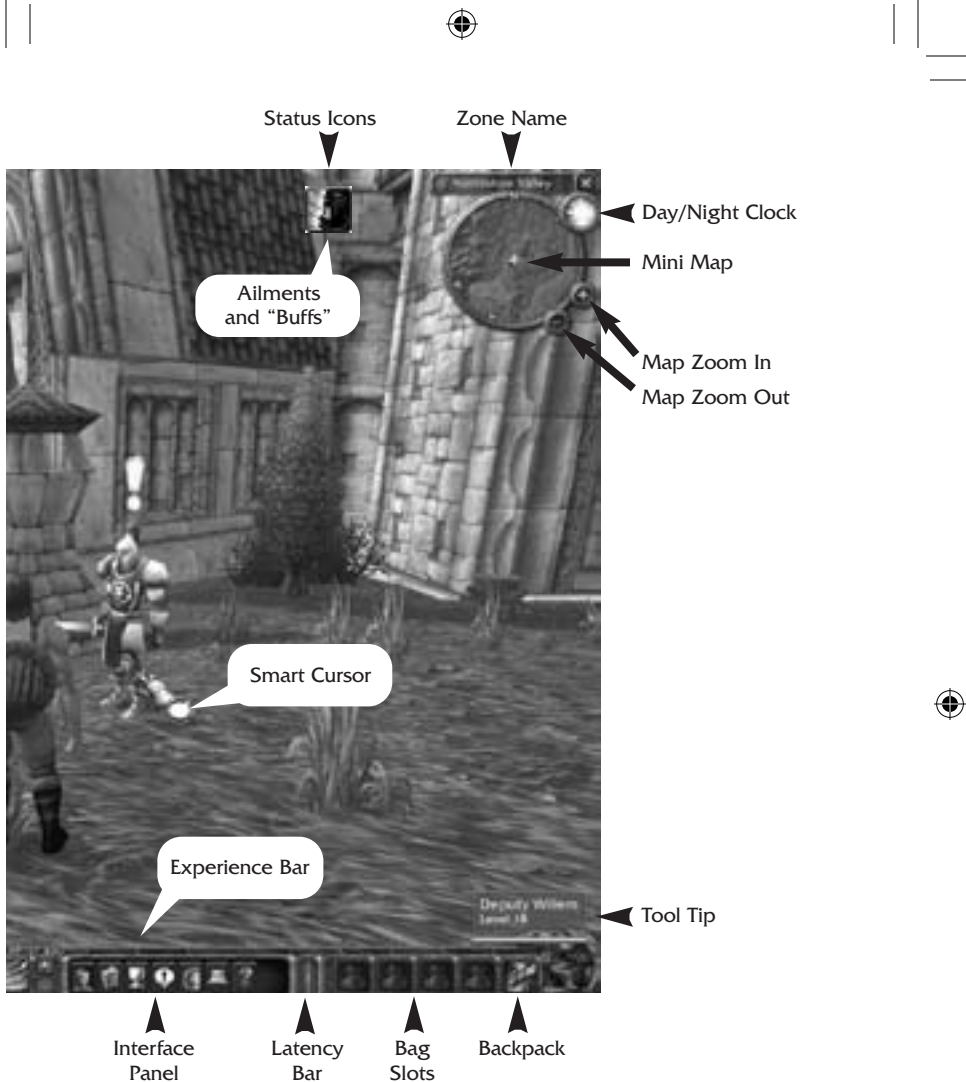 Status Icons
Zone Name
Valley
Day/Night Clock
Mini Map
Ailments
and “Buffs”
Map Zoom In
Map Zoom Out
Smart Cursor
Experience Bar
Deputy Willem
Level 18
Tool Tip
Interface
Panel
Latency
Bar
Bag
Slots
Backpack